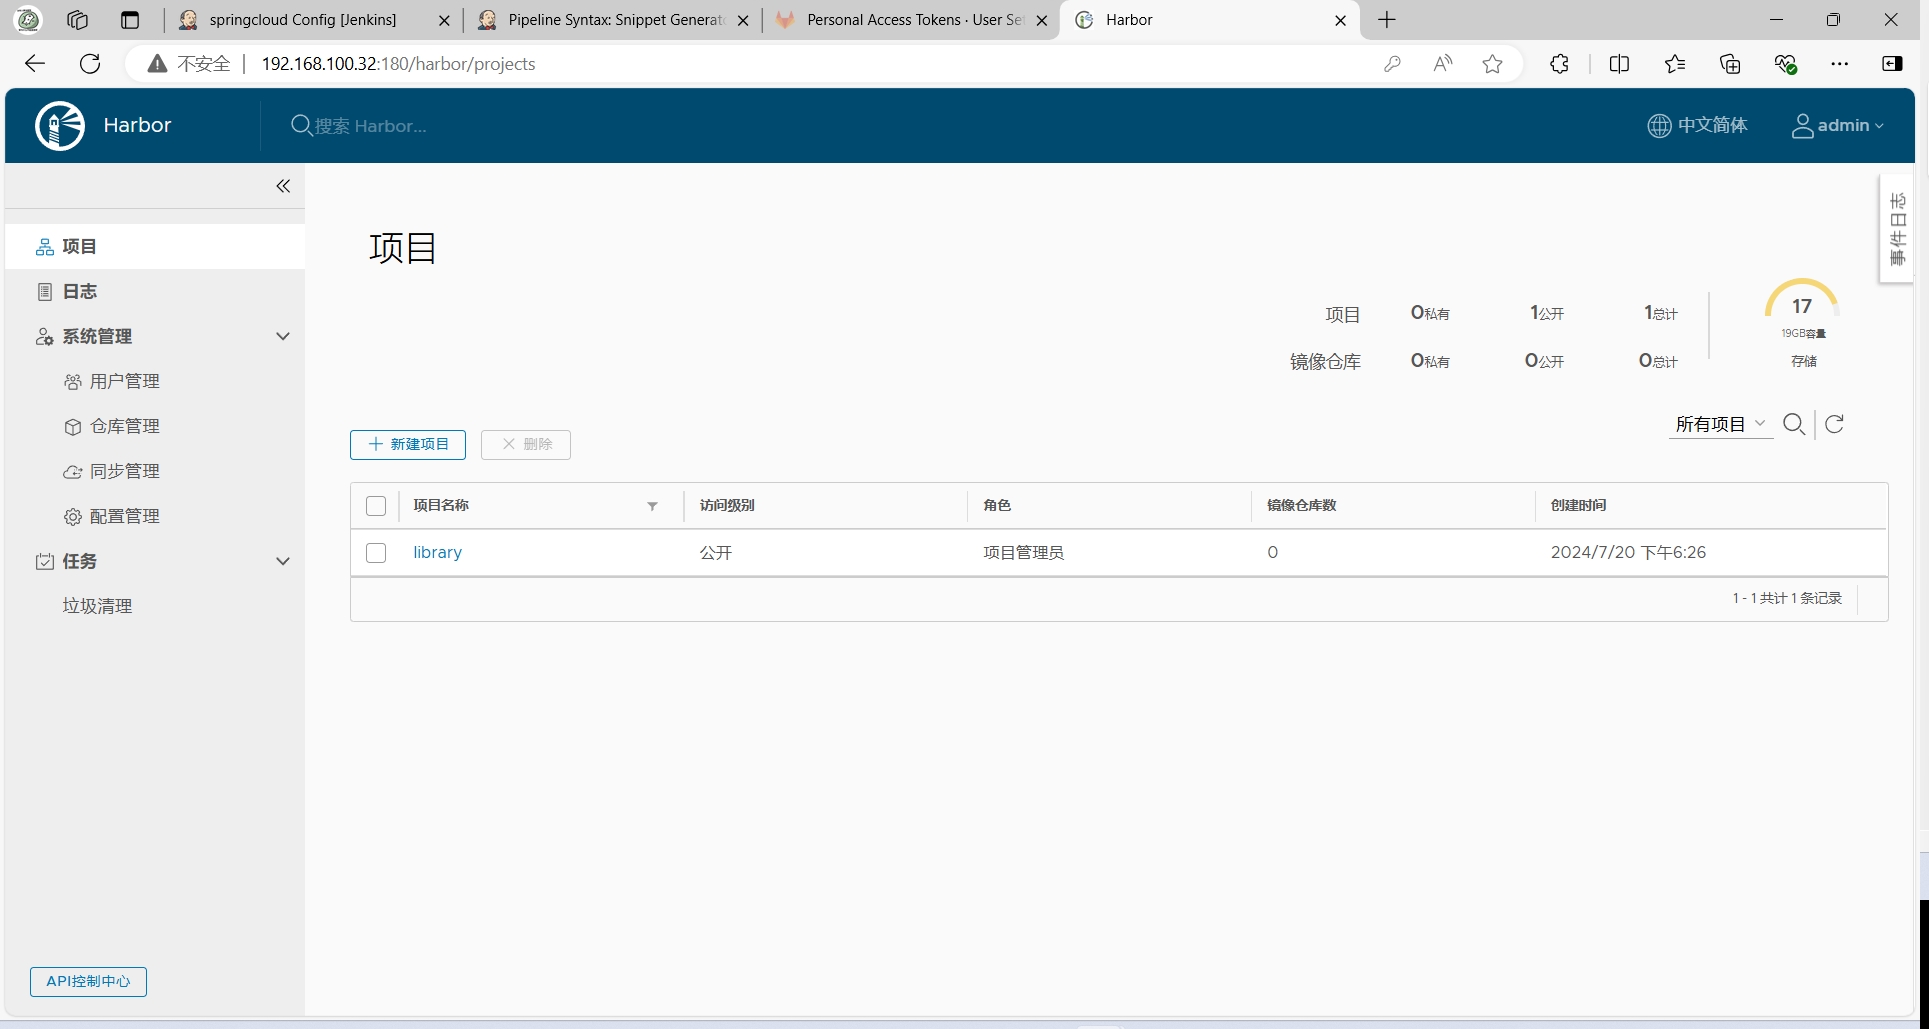 springcloud Config [Jenkins]
Pipeline Syntax: Snippet Generat
Personal Access Tokens · User Se
Harbor
不安全
192.168.100.32:180/harbor/projects
Harbor
搜索 Harbor...
中文简体
admin
事件日志
项目
日志
系统管理
用户管理
仓库管理
同步管理
配置管理
任务
垃圾清理
API控制中心
项目
项目 0私有 1公开 1总计
镜像仓库 0私有 0公开 0总计
17
19GB容量
存储
所有项目
新建项目
删除
项目名称 访问级别 角色 镜像仓库数 创建时间
library 公开 项目管理员 0 2024/7/20 下午6:26
1 - 1 共计 1 条记录